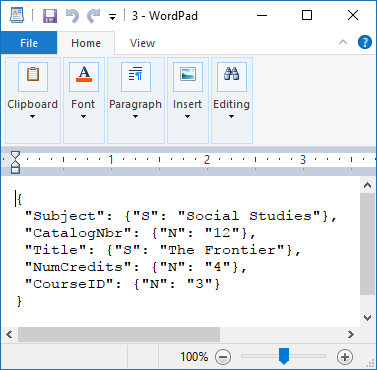 3 - WordPad
File Home View
Clipboard Font Paragraph Insert Editing
1 2 3
{
"Subject": {"S": "Social Studies"},
"CatalogNbr": {"N": "12"},
"Title": {"S": "The Frontier"},
"NumCredits": {"N": "4"},
"CourseID": {"N": "3"}
}
100%